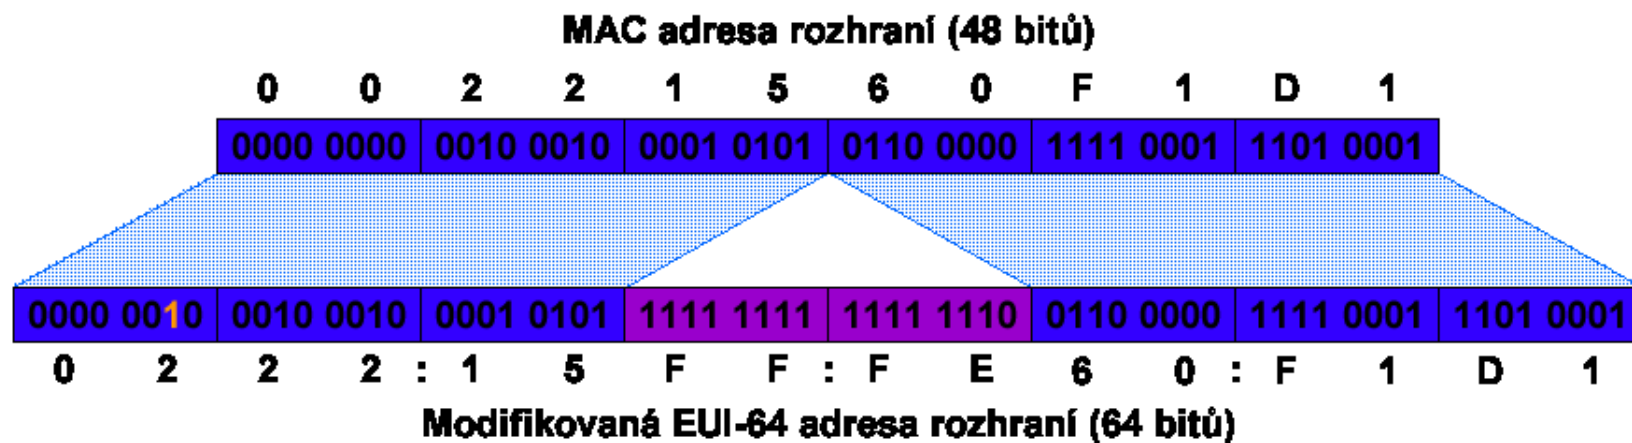 MAC adresa rozhraní (48 bitů)
0 0 2 2 1 5 6 0 F 1 D 1
0000 0000 0010 0010 0001 0101 0110 0000 1111 0001 1101 0001
0000 0010 0010 0010 0001 0101 1111 1111 1111 1110 0110 0000 1111 0001 1101 0001
0 2 2 2 : 1 5 F F : F E 6 0 : F 1 D 1
Modifikovaná EUI-64 adresa rozhraní (64 bitů)